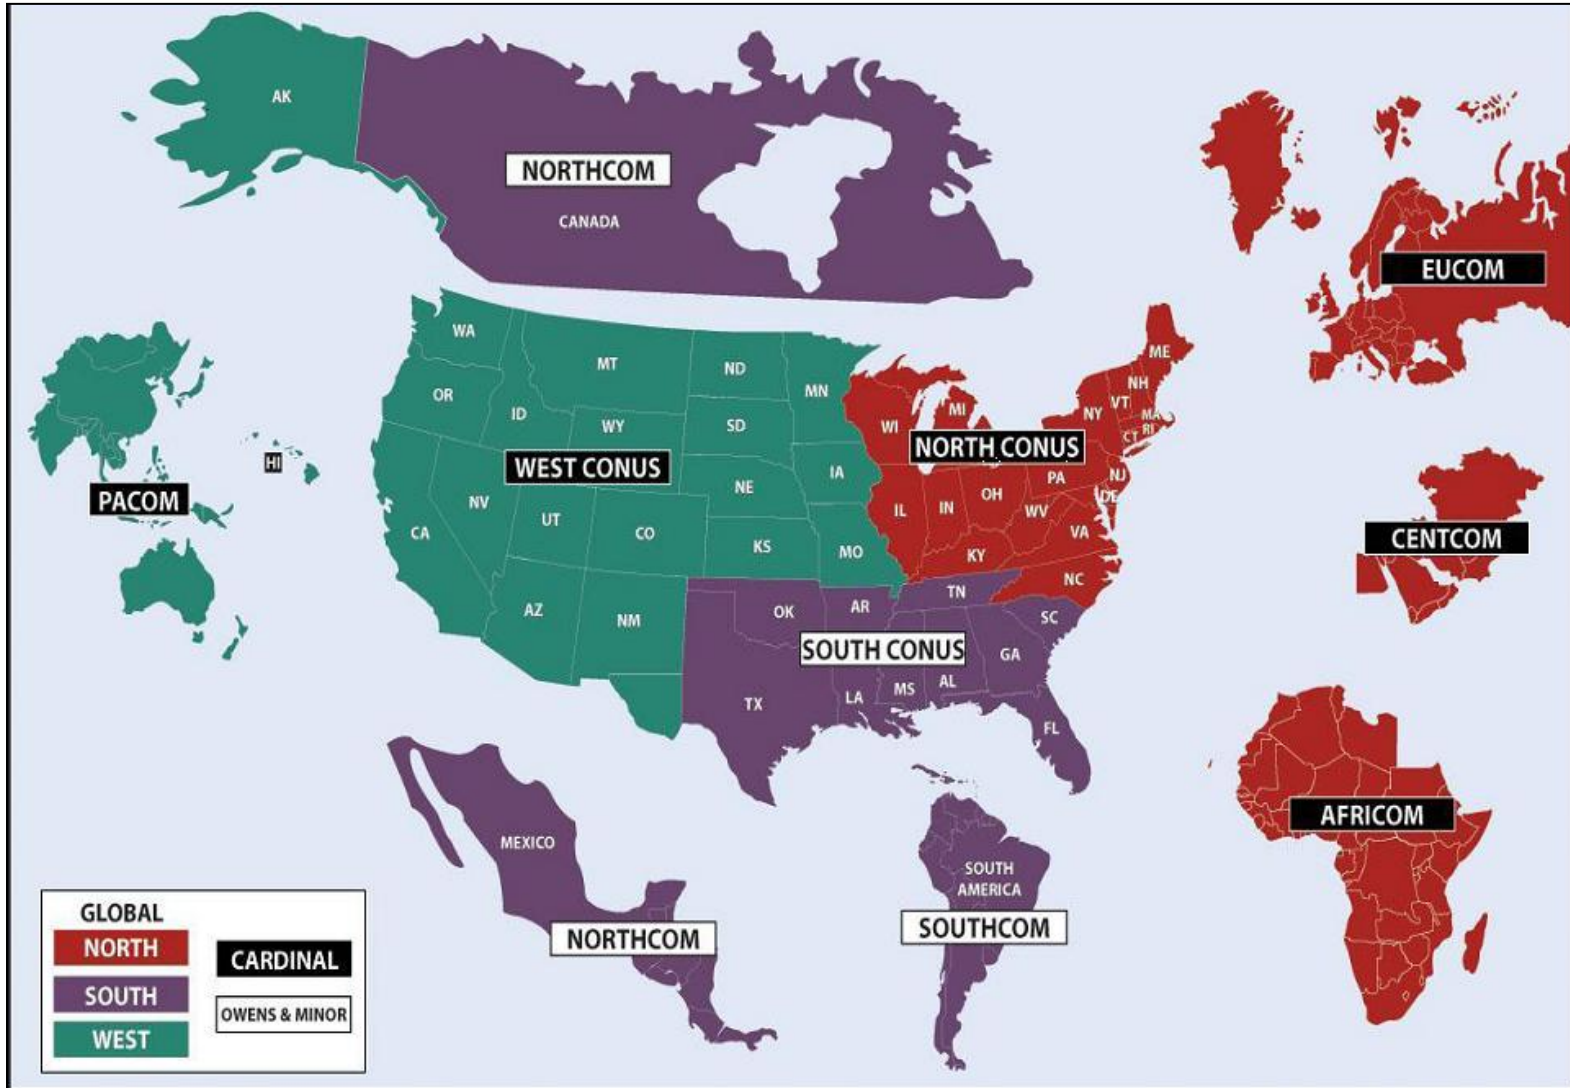 AK
NORTHCOM
CANADA
EUCOM
WA
MT
ND
MN
OR
ID
WY
SD
WI
MI
ME
NH
VT
NY
MA
RI
CT
HI
PACOM
WEST CONUS
NORTH CONUS
IA
NE
NV
UT
CO
CA
KS
MO
IL
IN
OH
PA
NJ
DE
WV
VA
KY
NC
CENTCOM
AZ
NM
OK
AR
TN
SC
SOUTH CONUS
GA
TX
LA
MS
AL
FL
AFRICOM
MEXICO
SOUTH
AMERICA
NORTHCOM
SOUTHCOM
GLOBAL
NORTH
SOUTH
WEST
CARDINAL
OWENS & MINOR